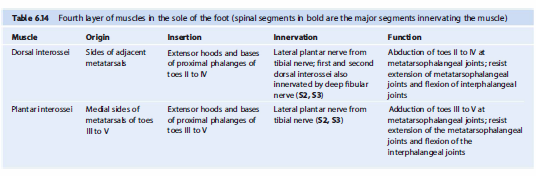 Table 6.14 Fourth layer of muscles in the sole of the foot (spinal segments in bold are the major segments innervating the muscle)
Muscle Origin Insertion Innervation Function
Dorsal interossei Sides of adjacent Extensor hoods and bases Lateral plantar nerve from Abduction of toes II to IV at
metatarsals of proximal phalanges of tibial nerve; first and second metatarsophalangeal joints; resist
toes II to IV dorsal interossei also extension of metatarsophalangeal
innervated by deep fibular joints and flexion of interphalangeal
nerve (S2, S3) joints
Plantar interossei Medial sides of Extensor hoods and bases Lateral plantar nerve from Adduction of toes III to V at
metatarsals of toes of proximal phalanges of tibial nerve (S2, S3) metatarsophalangeal joints; resist
III to V toes III to V extension of the metatarsophalangeal
joints and flexion of the
interphalangeal joints